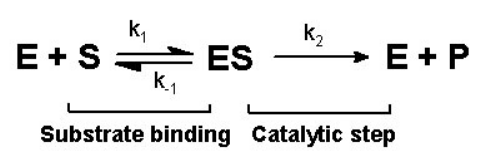 k₁ k₂
E + S ⇌ ES → E + P
k₋₁
Substrate binding Catalytic step